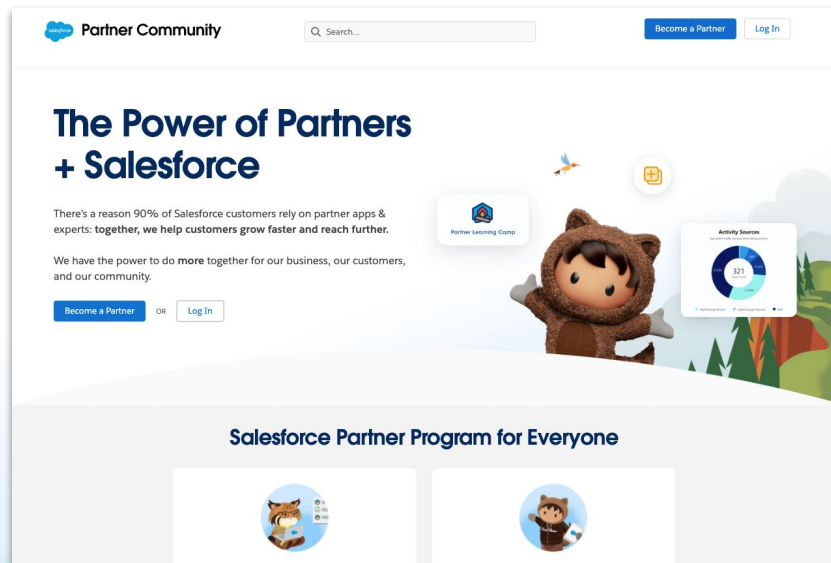 salesforce
Partner Community
Search...
Become a Partner
Log In
The Power of Partners
+ Salesforce
There's a reason 90% of Salesforce customers rely on partner apps &
experts: together, we help customers grow faster and reach further.
We have the power to do more together for our business, our customers,
and our community.
Become a Partner
OR
Log In
Partner Learning Camp
Activity Sources
321
Salesforce Partner Program for Everyone